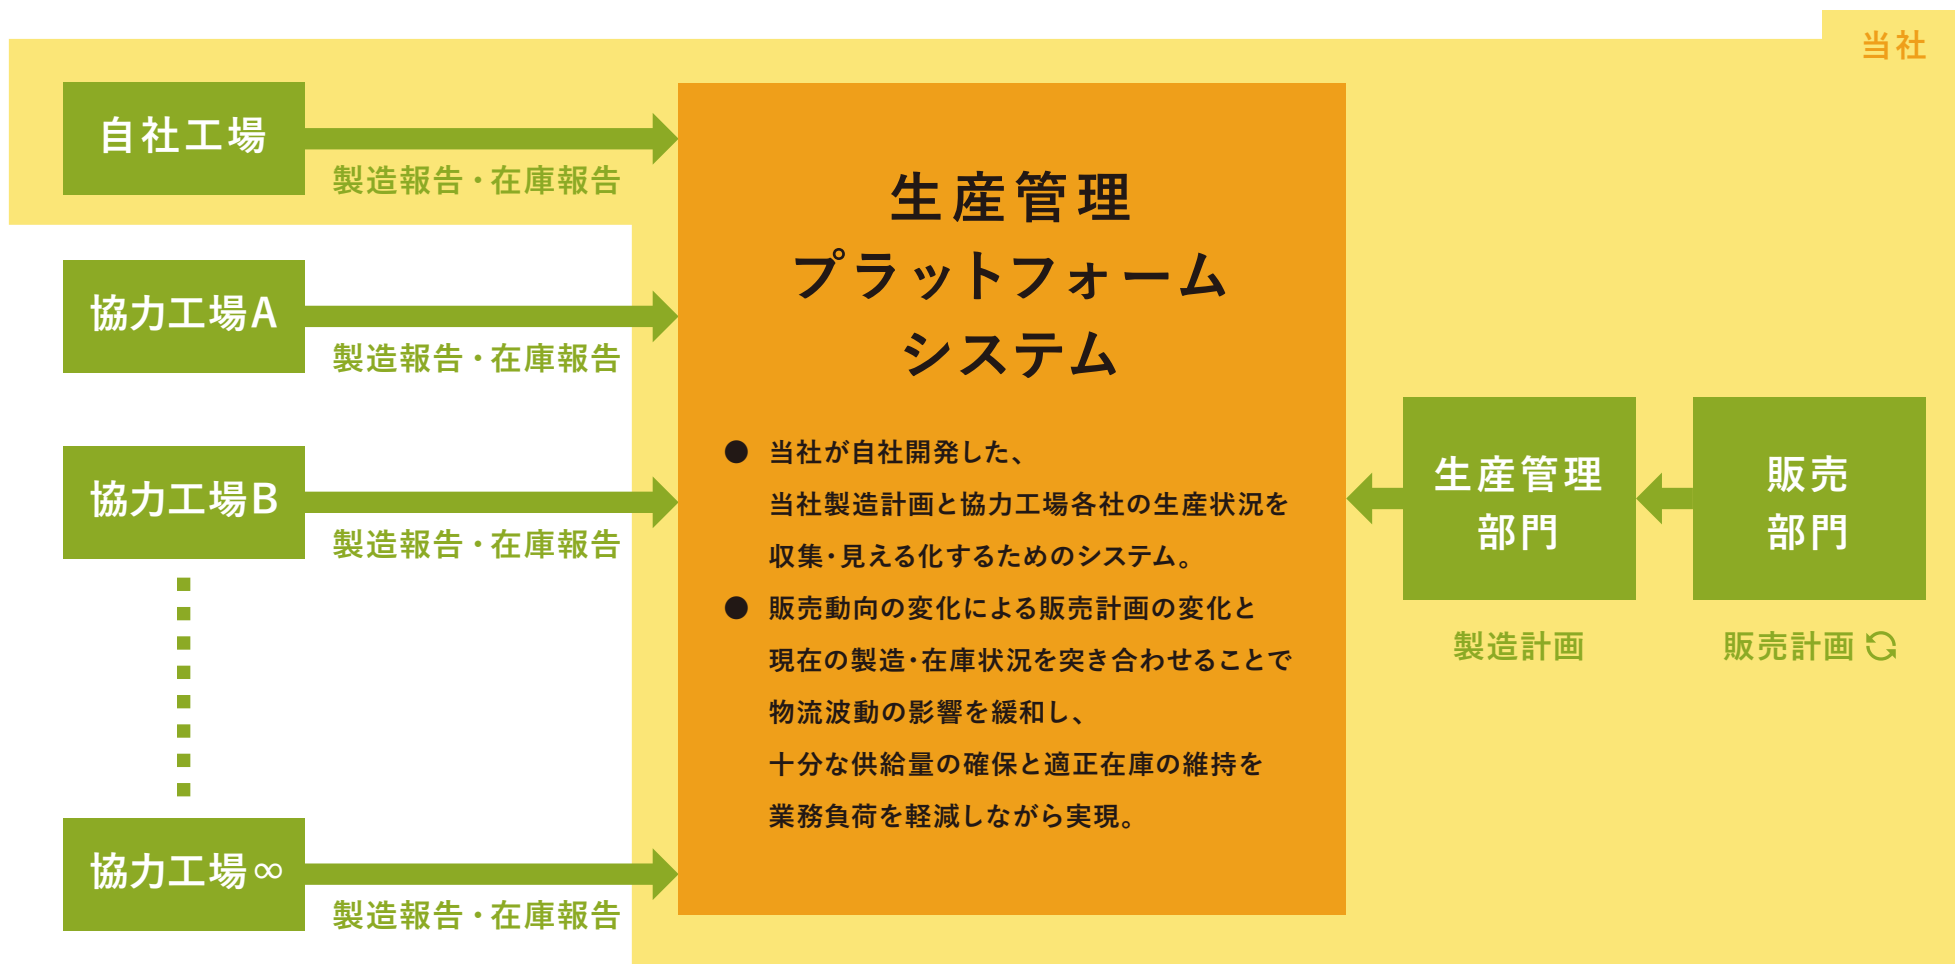 当社
自社工場
製造報告・在庫報告
協力工場A
製造報告・在庫報告
協力工場B
製造報告・在庫報告
協力工場∞
製造報告・在庫報告
生産管理
プラットフォーム
システム
● 当社が自社開発した、
当社製造計画と協力工場各社の生産状況を
収集・見える化するためのシステム。
● 販売動向の変化による販売計画の変化と
現在の製造・在庫状況を突き合わせることで
物流波動の影響を緩和し、
十分な供給量の確保と適正在庫の維持を
業務負荷を軽減しながら実現。
生産管理
部門
製造計画
販売
部門
販売計画